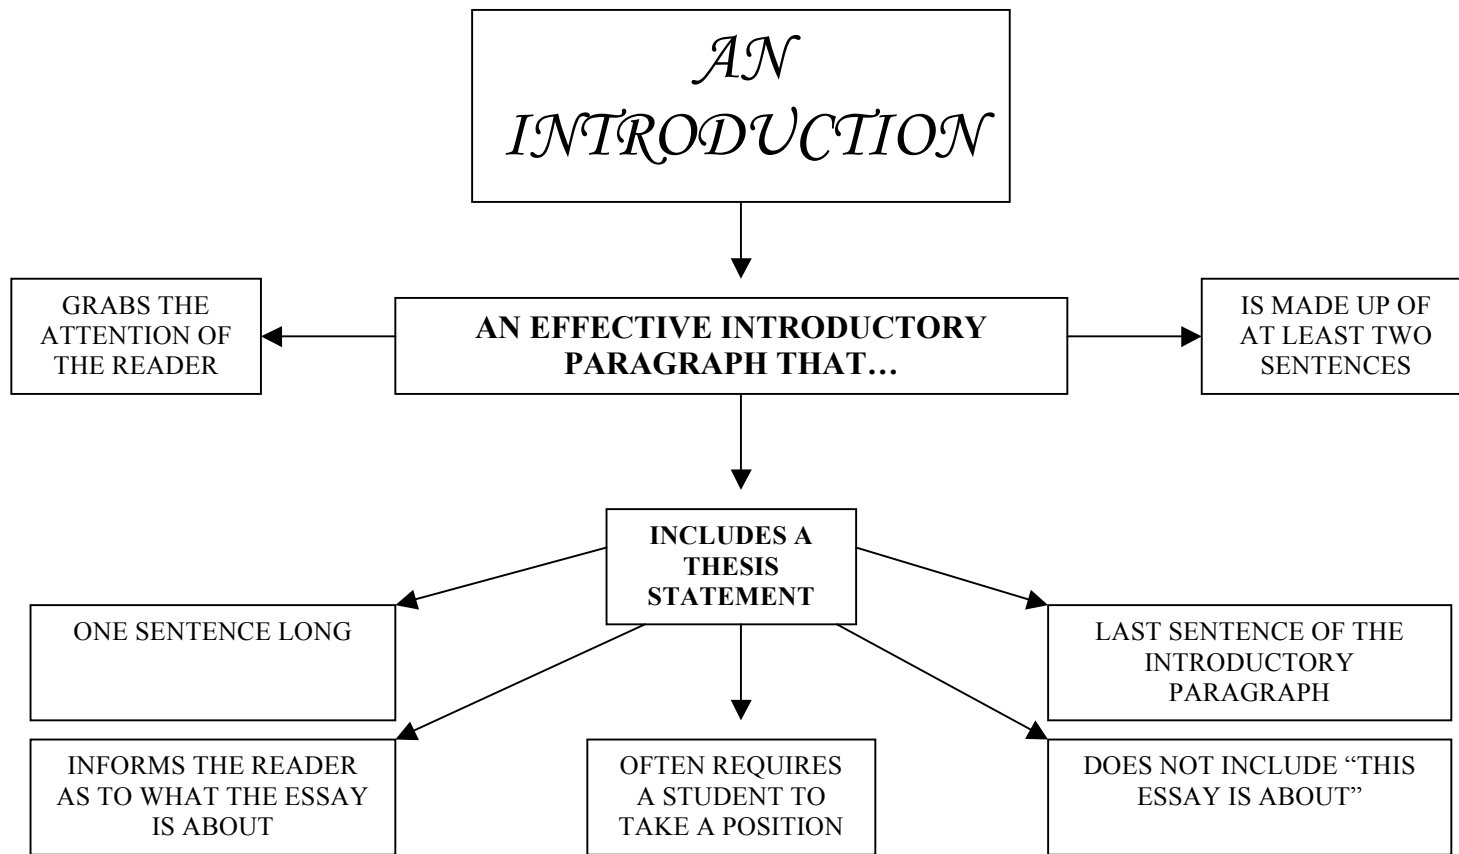 AN
INTRODUCTION
GRABS THE
ATTENTION OF
THE READER
AN EFFECTIVE INTRODUCTORY
PARAGRAPH THAT…
IS MADE UP OF
AT LEAST TWO
SENTENCES
INCLUDES A
THESIS
STATEMENT
ONE SENTENCE LONG
LAST SENTENCE OF THE
INTRODUCTORY
PARAGRAPH
INFORMS THE READER
AS TO WHAT THE ESSAY
IS ABOUT
OFTEN REQUIRES
A STUDENT TO
TAKE A POSITION
DOES NOT INCLUDE “THIS
ESSAY IS ABOUT”